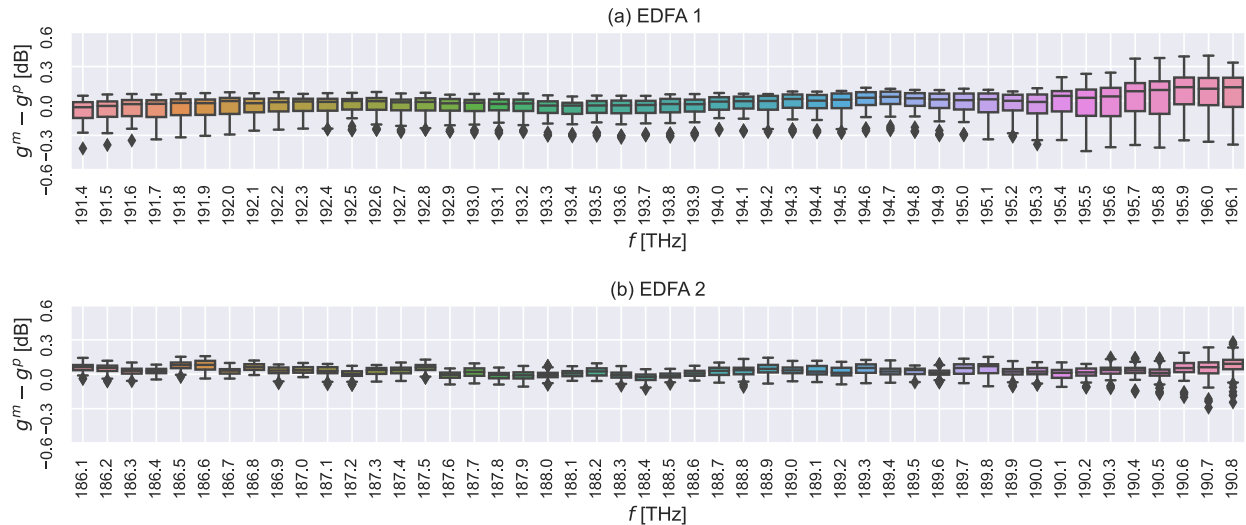 (a) EDFA 1
g^m − g^p [dB]
0.6
0.3
0.0
−0.3
−0.6
191.4 191.5 191.6 191.7 191.8 191.9 192.0 192.1 192.2 192.3 192.4 192.5 192.6 192.7 192.8 192.9 193.0 193.1 193.2 193.3 193.4 193.5 193.6 193.7 193.8 193.9 194.0 194.1 194.2 194.3 194.4 194.5 194.6 194.7 194.8 194.9 195.0 195.1 195.2 195.3 195.4 195.5 195.6 195.7 195.8 195.9 196.0 196.1
f [THz]
(b) EDFA 2
g^m − g^p [dB]
0.6
0.3
0.0
−0.3
−0.6
186.1 186.2 186.3 186.4 186.5 186.6 186.7 186.8 186.9 187.0 187.1 187.2 187.3 187.4 187.5 187.6 187.7 187.8 187.9 188.0 188.1 188.2 188.3 188.4 188.5 188.6 188.7 188.8 188.9 189.0 189.1 189.2 189.3 189.4 189.5 189.6 189.7 189.8 189.9 190.0 190.1 190.2 190.3 190.4 190.5 190.6 190.7 190.8
f [THz]